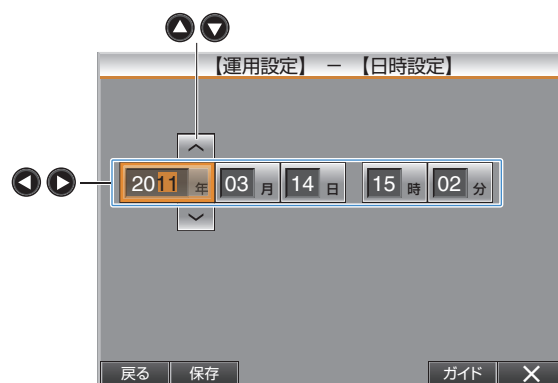 【運用設定】 － 【日時設定】
2011 年 03 月 14 日 15 時 02 分
戻る 保存 ガイド ×